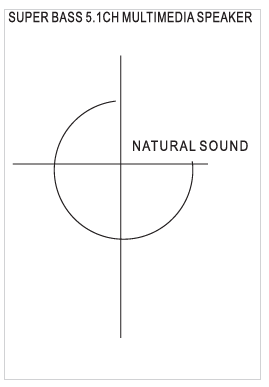 SUPER BASS 5.1CH MULTIMEDIA SPEAKER
NATURAL SOUND